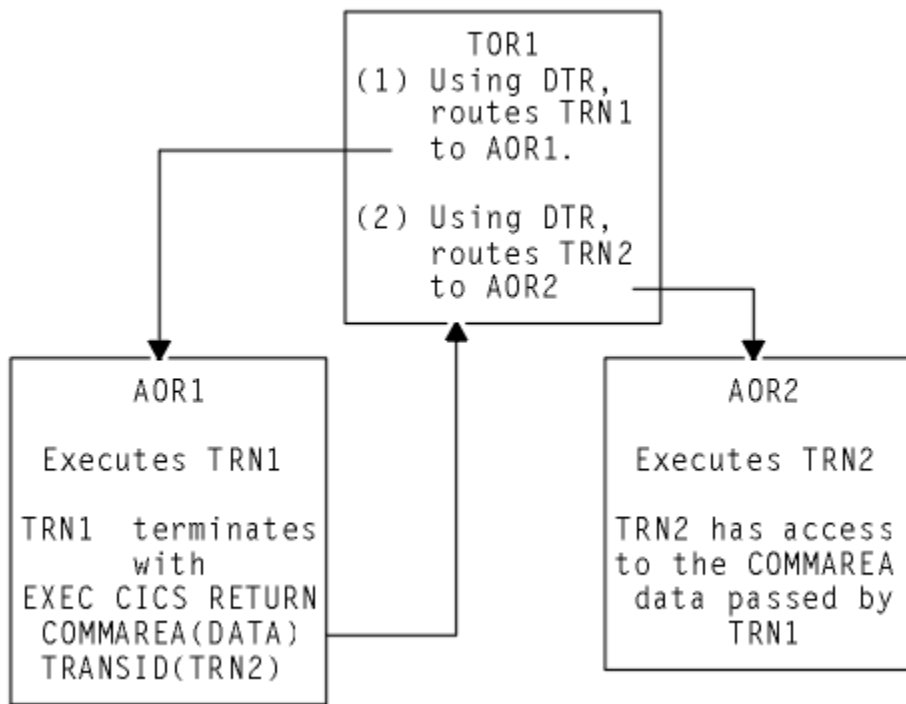 TOR1
(1) Using DTR,
routes TRN1
to AOR1.
(2) Using DTR,
routes TRN2
to AOR2
AOR1
Executes TRN1
TRN1 terminates
with
EXEC CICS RETURN
COMMAREA(DATA)
TRANSID(TRN2)
AOR2
Executes TRN2
TRN2 has access
to the COMMAREA
data passed by
TRN1